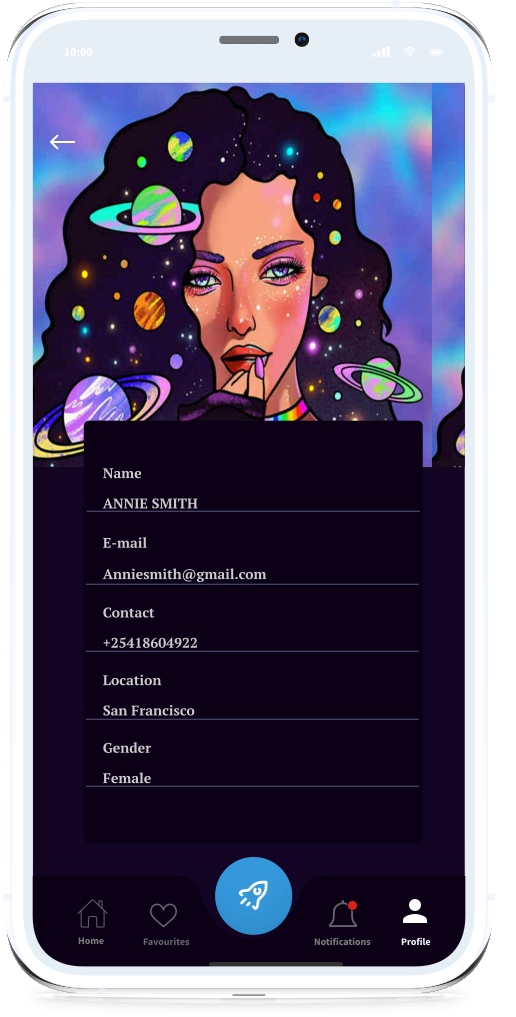 10:00
Name
ANNIE SMITH
E-mail
Anniesmith@gmail.com
Contact
+25418604922
Location
San Francisco
Gender
Female
Home
Favourites
Notifications
Profile